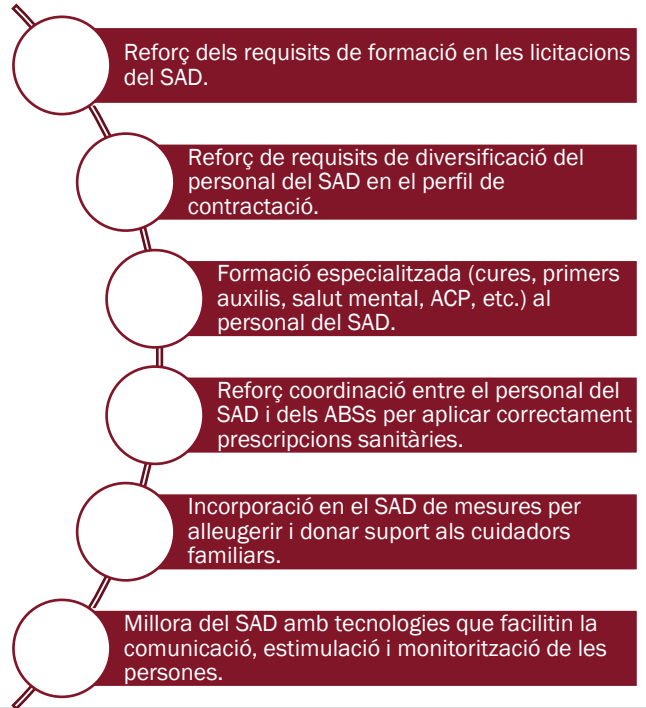 Reforç dels requisits de formació en les licitacions
del SAD.
Reforç de requisits de diversificació del
personal del SAD en el perfil de
contractació.
Formació especialitzada (cures, primers
auxilis, salut mental, ACP, etc.) al
personal del SAD.
Reforç coordinació entre el personal del
SAD i dels ABSs per aplicar correctament
prescripcions sanitàries.
Incorporació en el SAD de mesures per
alleugerir i donar suport als cuidadors
familiars.
Millora del SAD amb tecnologies que facilitin la
comunicació, estimulació i monitorització de les
persones.